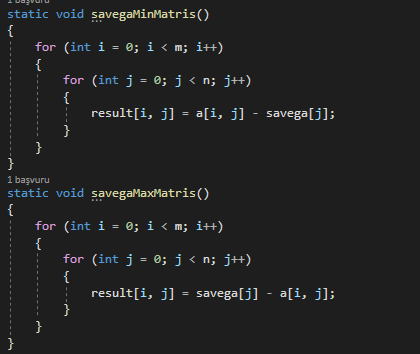 1 başvuru
static void savegaMinMatris()
{
for (int i = 0; i < m; i++)
{
for (int j = 0; j < n; j++)
{
result[i, j] = a[i, j] - savega[j];
}
}
}
1 başvuru
static void savegaMaxMatris()
{
for (int i = 0; i < m; i++)
{
for (int j = 0; j < n; j++)
{
result[i, j] = savega[j] - a[i, j];
}
}
}